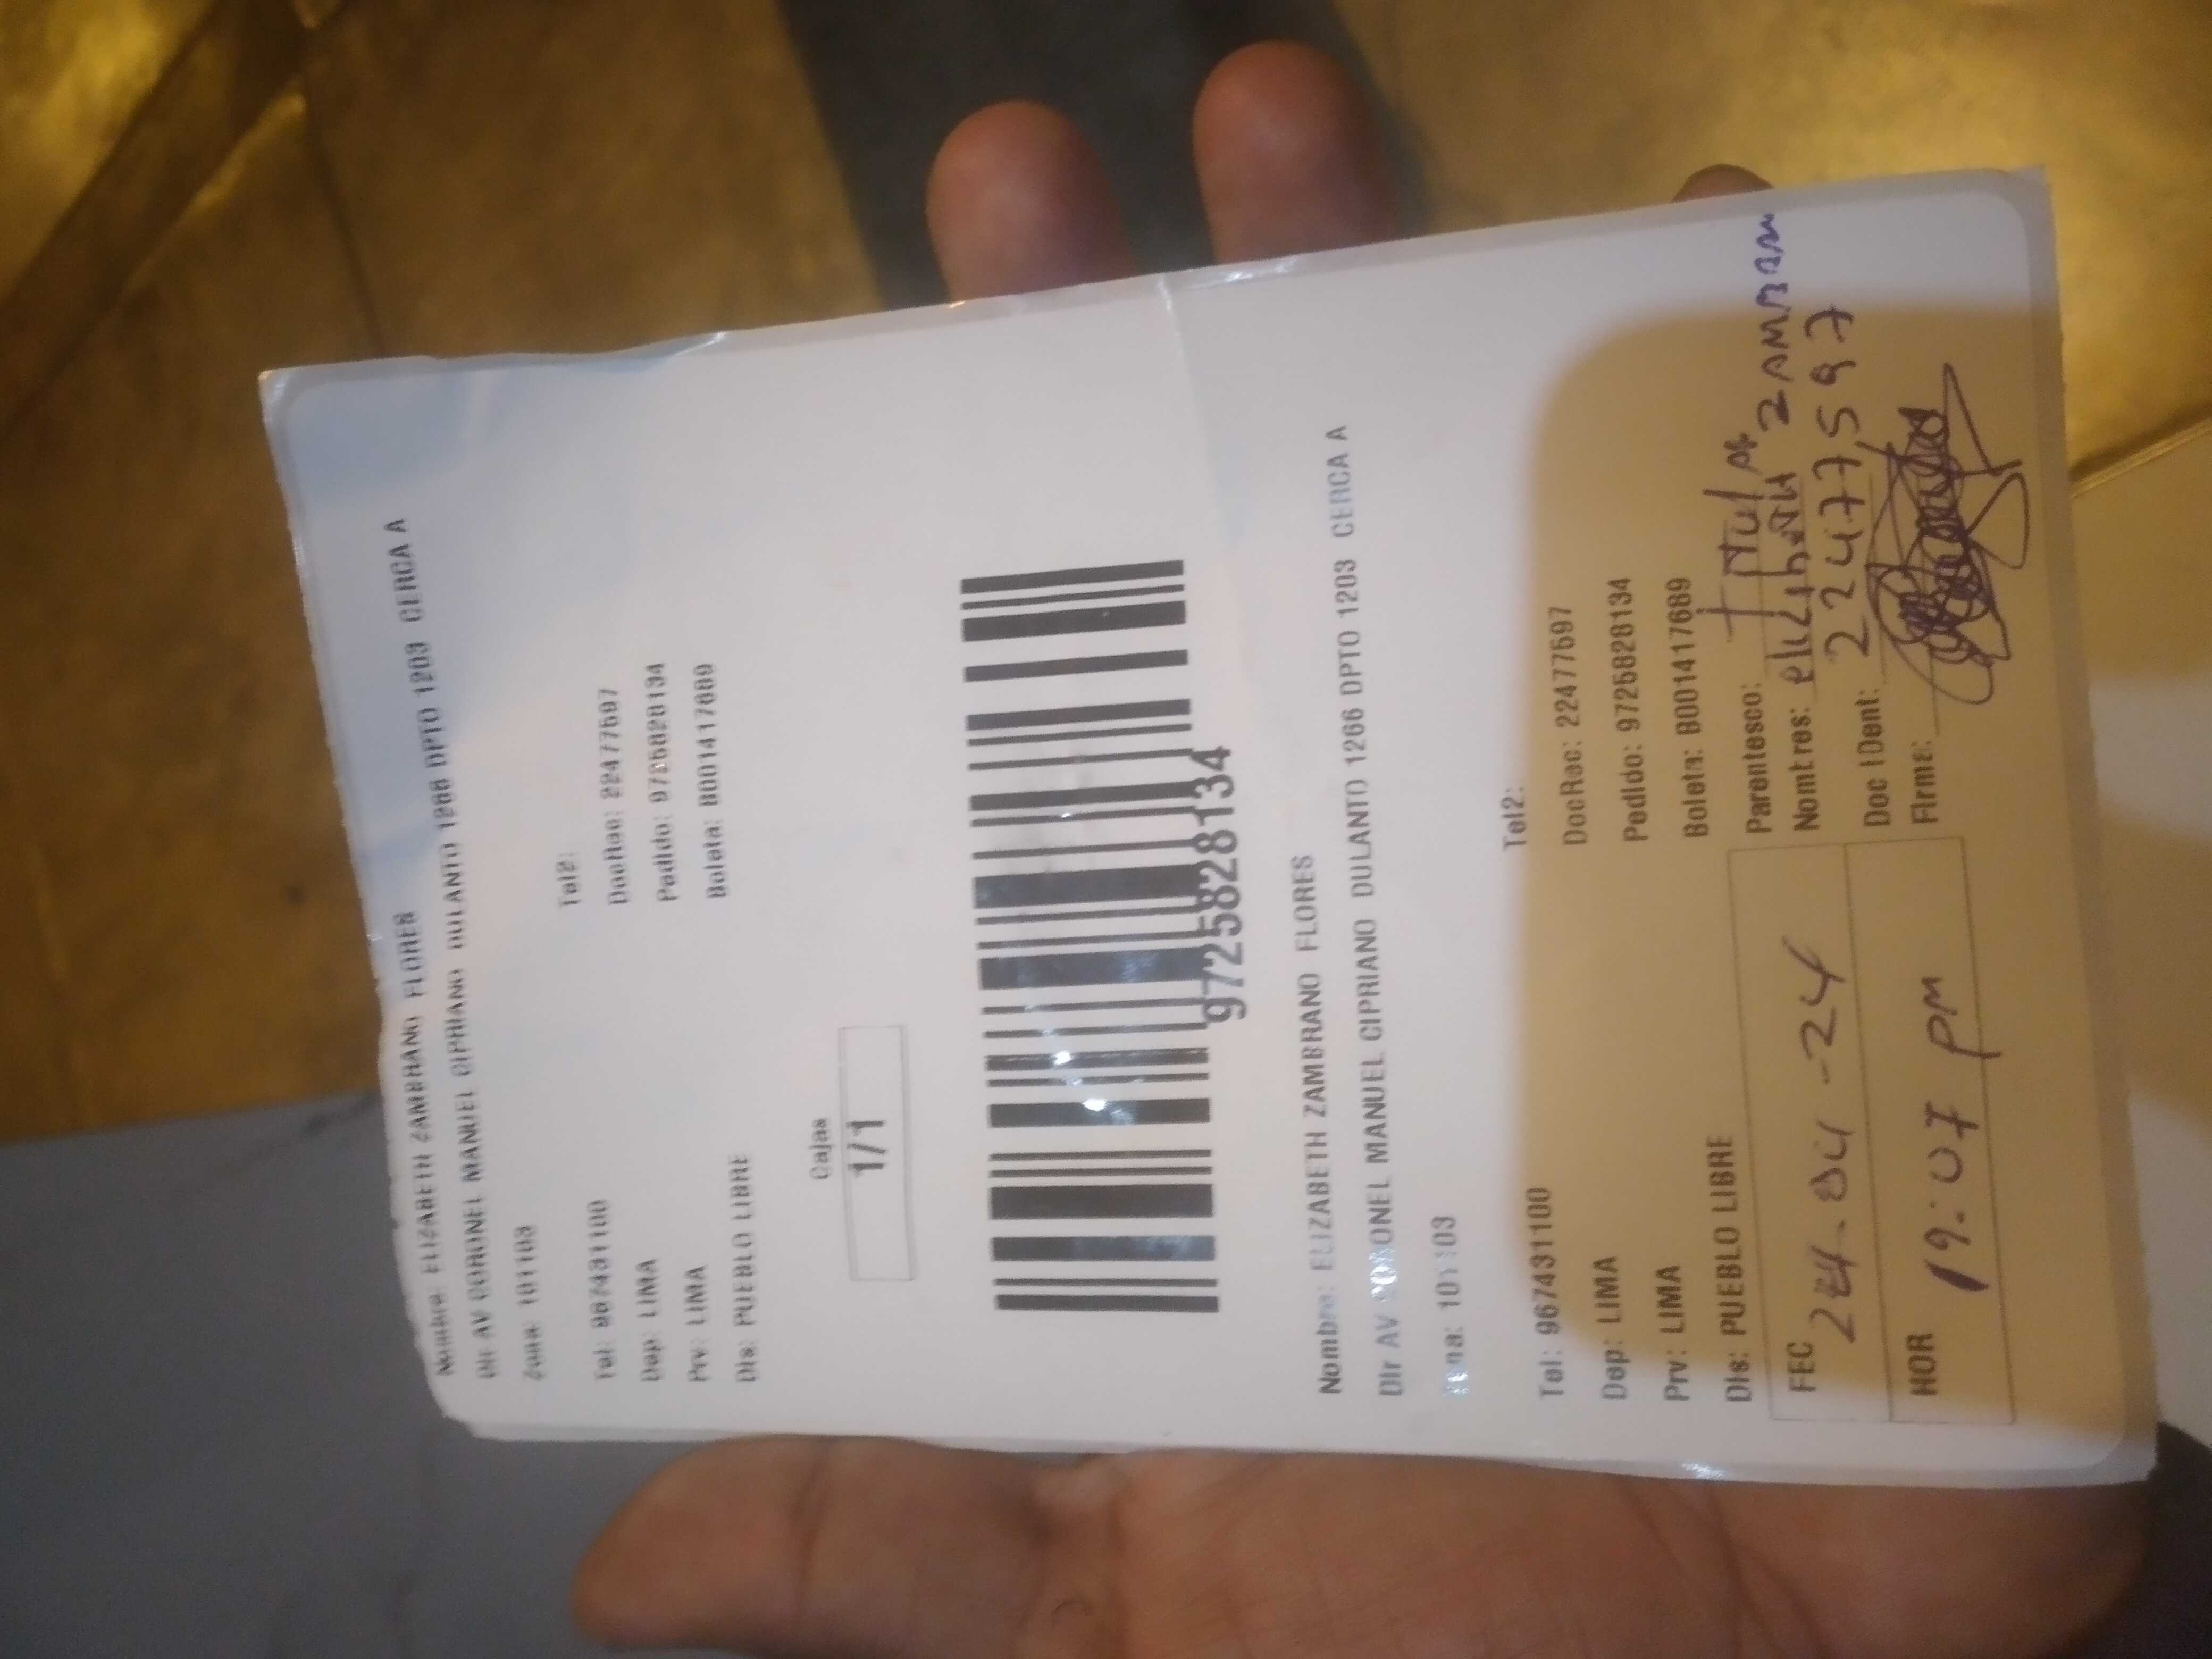 Nombre: ELIZABETH ZAMBRANO FLORES
Dir AV CORONEL MANUEL CIPRIANO DULANTO 1266 DPTO 1203 CERCA A
Zona: 101103
Tel: 967431100 Tel2:
Dep: LIMA DocRec: 22477597
Prv: LIMA Pedido: 9725828134
Dis: PUEBLO LIBRE Boleta: B001417689
Cajas
1/1
9725828134
Nombre: ELIZABETH ZAMBRANO FLORES
Dir AV CORONEL MANUEL CIPRIANO DULANTO 1266 DPTO 1203 CERCA A
Zona: 101103
Tel: 967431100 Tel2:
Dep: LIMA DocRec: 22477597
Prv: LIMA Pedido: 9725828134
Dis: PUEBLO LIBRE Boleta: B001417689
FEC 24-04-24 Parentesco:
Nomtres: Zambran
HOR 19:07 pm Doc IDent: 22477597
Firma: